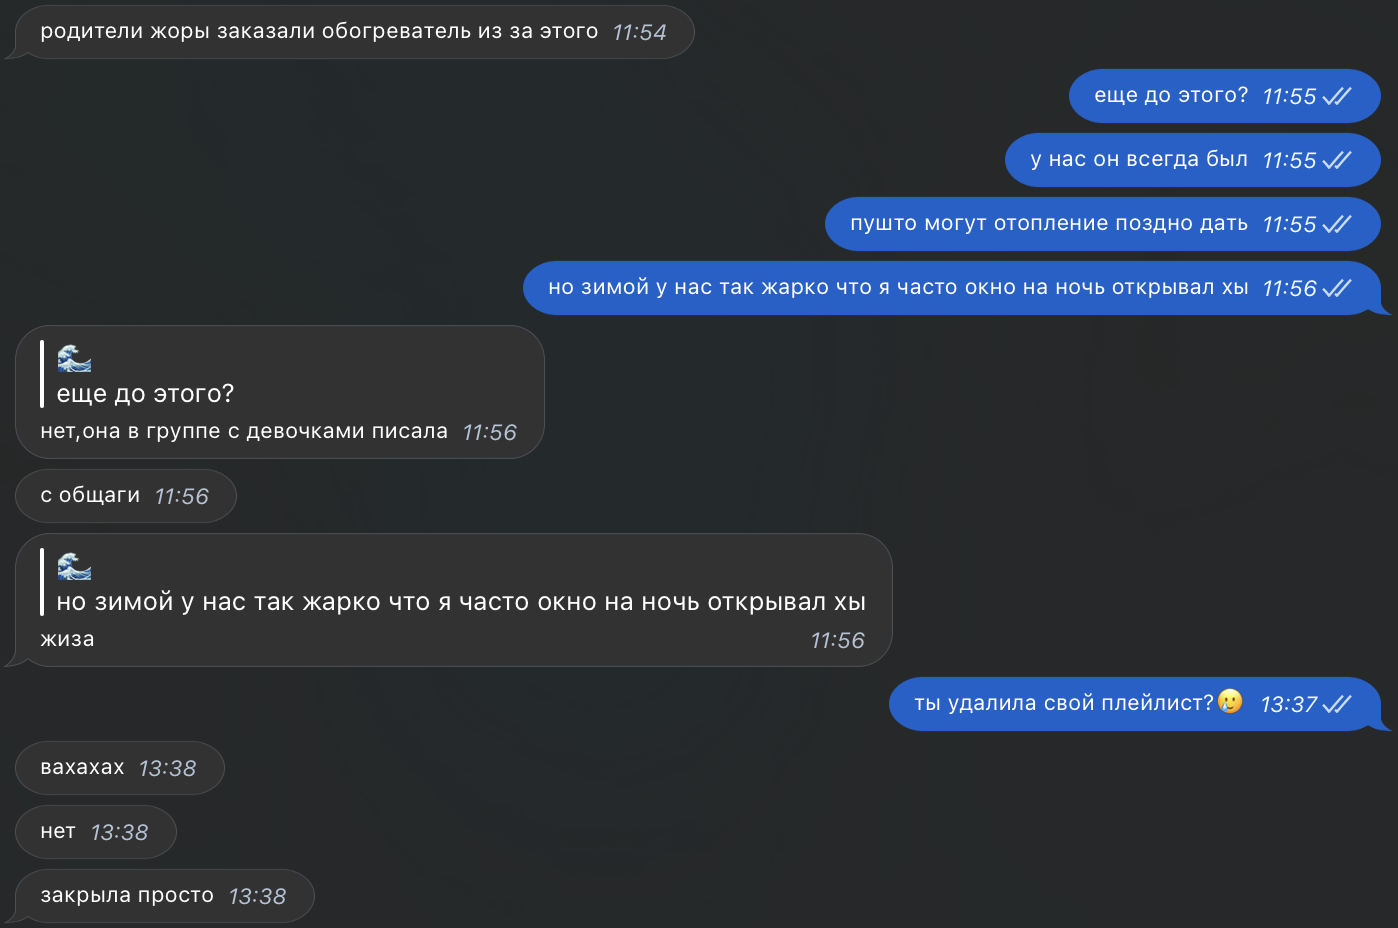 родители жоры заказали обогреватель из за этого 11:54
еще до этого? 11:55
у нас он всегда был 11:55
пушто могут отопление поздно дать 11:55
но зимой у нас так жарко что я часто окно на ночь открывал хы 11:56
🌊
еще до этого?
нет,она в группе с девочками писала 11:56
с общаги 11:56
🌊
но зимой у нас так жарко что я часто окно на ночь открывал хы
жиза 11:56
ты удалила свой плейлист?🥲 13:37
вахахах 13:38
нет 13:38
закрыла просто 13:38